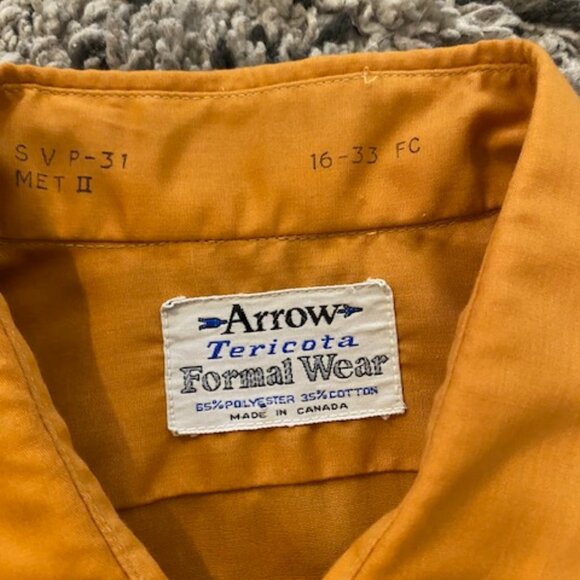 S V P-31 16-33 FC
MET II
Arrow
Tericota
Formal Wear
65% POLYESTER 35% COTTON
MADE IN CANADA